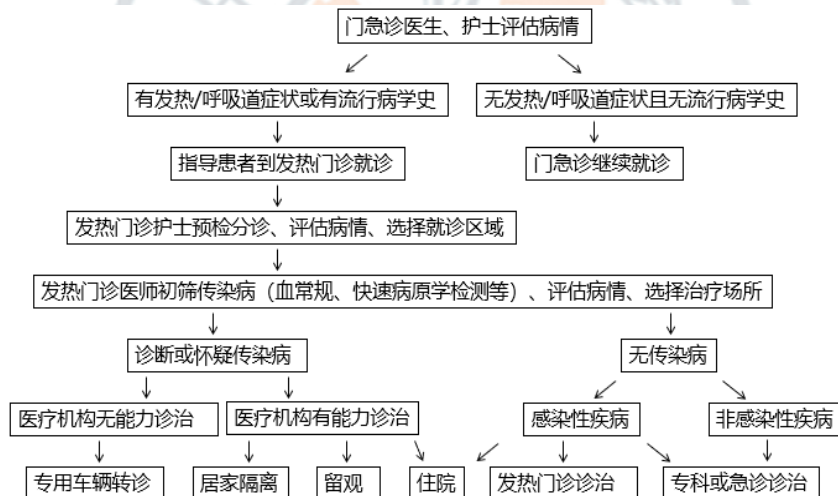 门急诊医生、护士评估病情
有发热/呼吸道症状或有流行病学史
无发热/呼吸道症状且无流行病学史
指导患者到发热门诊就诊
门急诊继续就诊
发热门诊护士预检分诊、评估病情、选择就诊区域
发热门诊医师初筛传染病（血常规、快速病原学检测等）、评估病情、选择治疗场所
诊断或怀疑传染病
无传染病
医疗机构无能力诊治
医疗机构有能力诊治
感染性疾病
非感染性疾病
专用车辆转诊
居家隔离
留观
住院
发热门诊诊治
专科或急诊诊治